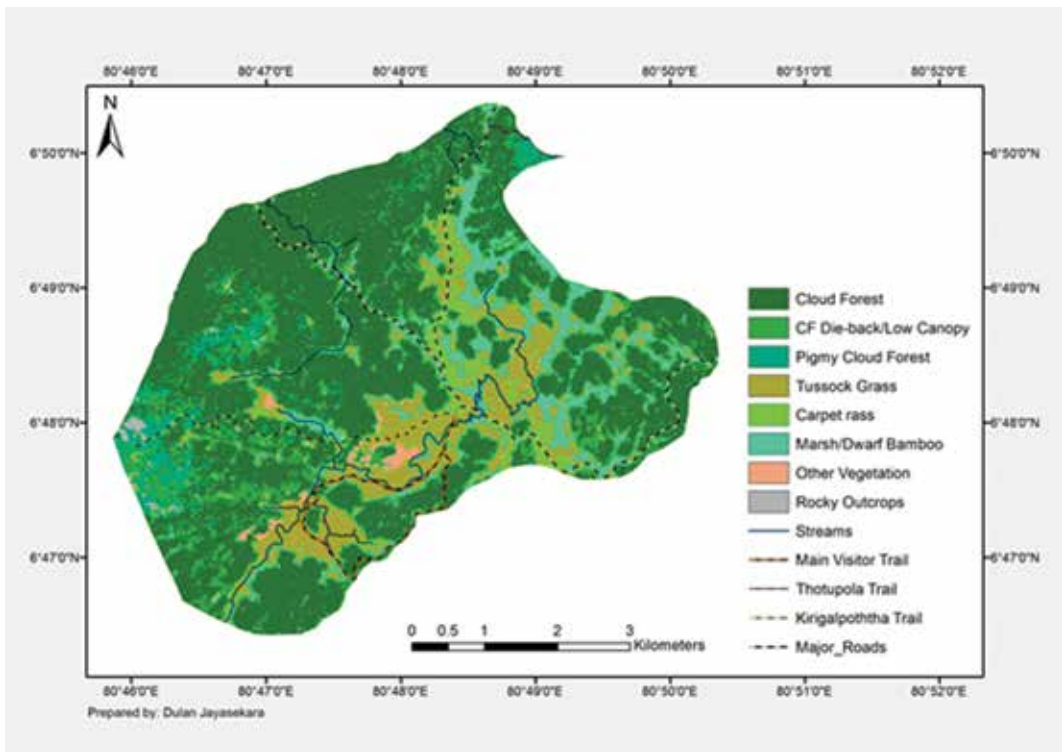 80°46'0"E 80°47'0"E 80°48'0"E 80°49'0"E 80°50'0"E 80°51'0"E 80°52'0"E
N
6°50'0"N 6°50'0"N
6°49'0"N 6°49'0"N
Cloud Forest
CF Die-back/Low Canopy
Pigmy Cloud Forest
Tussock Grass
Carpet rass
6°48'0"N 6°48'0"N
Marsh/Dwarf Bamboo
Other Vegetation
Rocky Outcrops
Streams
6°47'0"N 6°47'0"N
Main Visitor Trail
Thotupola Trail
Kirigalpoththa Trail
Major_Roads
0 0.5 1 2 3
Kilometers
80°46'0"E 80°47'0"E 80°48'0"E 80°49'0"E 80°50'0"E 80°51'0"E 80°52'0"E
Prepared by: Dulan Jayasekara